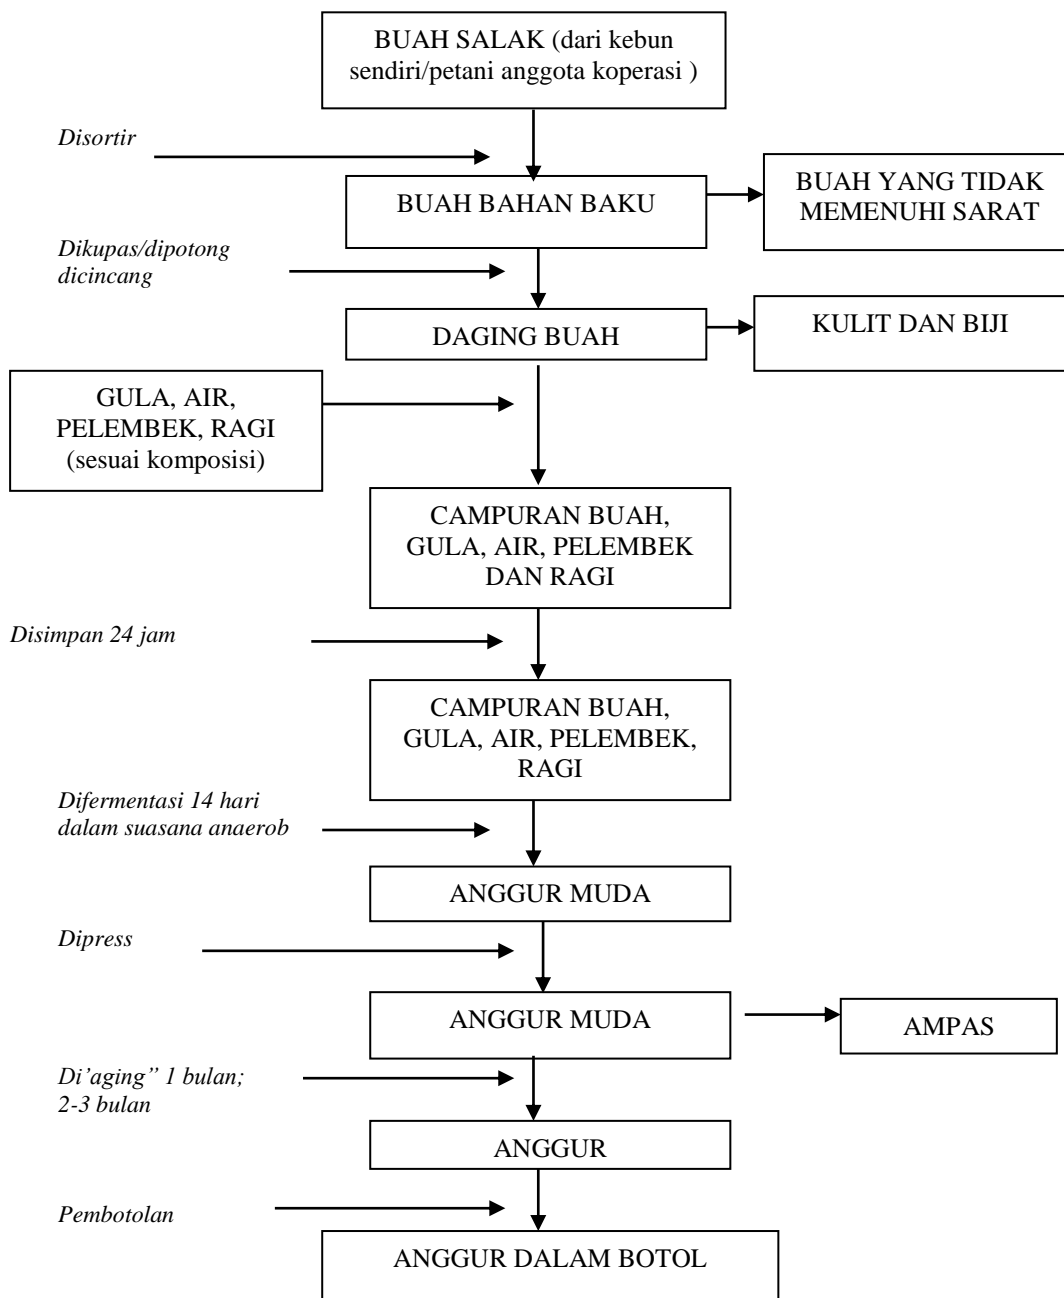 BUAH SALAK (dari kebun
sendiri/petani anggota koperasi )
Disortir
BUAH BAHAN BAKU
BUAH YANG TIDAK
MEMENUHI SARAT
Dikupas/dipotong
dicincang
DAGING BUAH
KULIT DAN BIJI
GULA, AIR,
PELEMBEK, RAGI
(sesuai komposisi)
CAMPURAN BUAH,
GULA, AIR, PELEMBEK
DAN RAGI
Disimpan 24 jam
CAMPURAN BUAH,
GULA, AIR, PELEMBEK,
RAGI
Difermentasi 14 hari
dalam suasana anaerob
ANGGUR MUDA
Dipress
ANGGUR MUDA
AMPAS
Di’aging” 1 bulan;
2-3 bulan
ANGGUR
Pembotolan
ANGGUR DALAM BOTOL